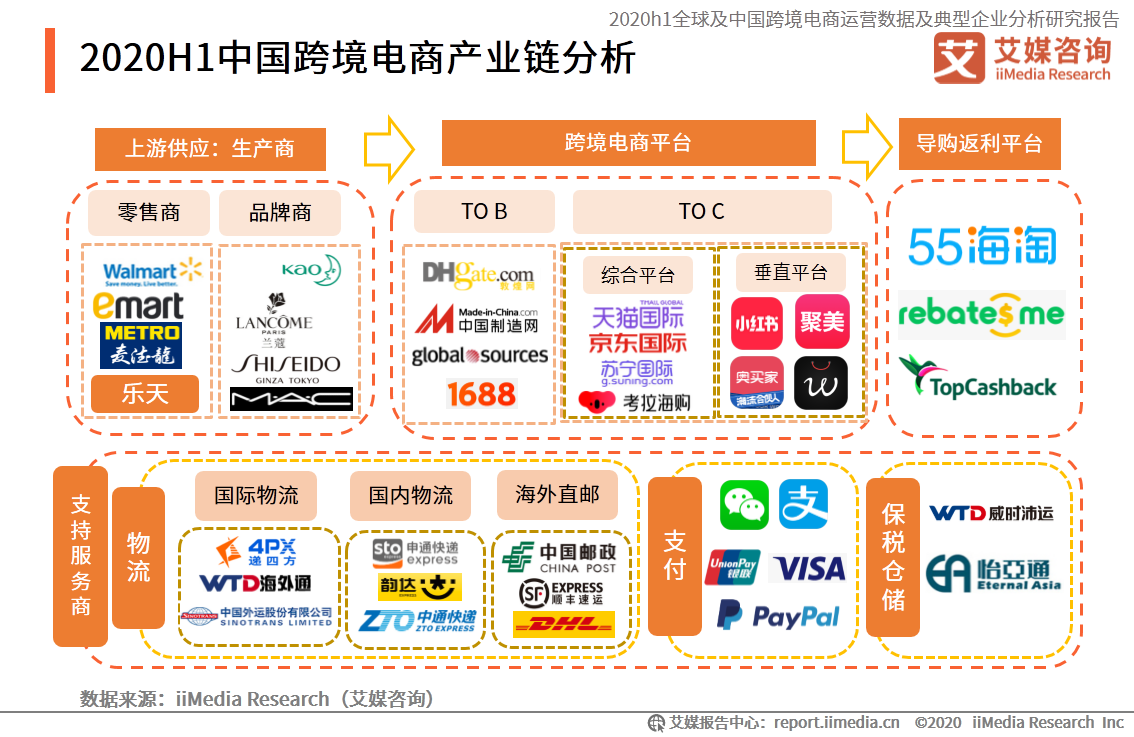 2020h1全球及中国跨境电商运营数据及典型企业分析研究报告
2020H1中国跨境电商产业链分析
艾 艾媒咨询
iiMedia Research
上游供应：生产商
跨境电商平台
导购返利平台
零售商
品牌商
TO B
TO C
Walmart
Save money. Live better.
emart
METRO
麦德龍
乐天
Kao
LANCÔME
PARIS
兰蔻
SHISEIDO
GINZA TOKYO
MAC
DHgate.com
敦煌网
Made-in-China.com
中国制造网
global sources
1688
综合平台
TMALL GLOBAL
天猫国际
京东国际
苏宁国际
g.suning.com
考拉海购
垂直平台
小红书
聚美
奥买家
潮流合伙人
w
55海淘
rebatesme
TopCashback
支持服务商
物流
国际物流
国内物流
海外直邮
4PX
递四方
WTD海外通
SINOTRANS
中国外运股份有限公司
SINOTRANS LIMITED
sto
express
申通快递
express
韵达
EXPRESS
ZTO
中通快递
ZTO EXPRESS
中国邮政
CHINA POST
SF
EXPRESS
顺丰速运
DHL
支付
支
UnionPay
银联
VISA
PayPal
保税仓储
WTD威时沛运
EA
怡亞通
Eternal Asia
数据来源：iiMedia Research（艾媒咨询）
艾媒报告中心：report.iimedia.cn ©2020 iiMedia Research Inc